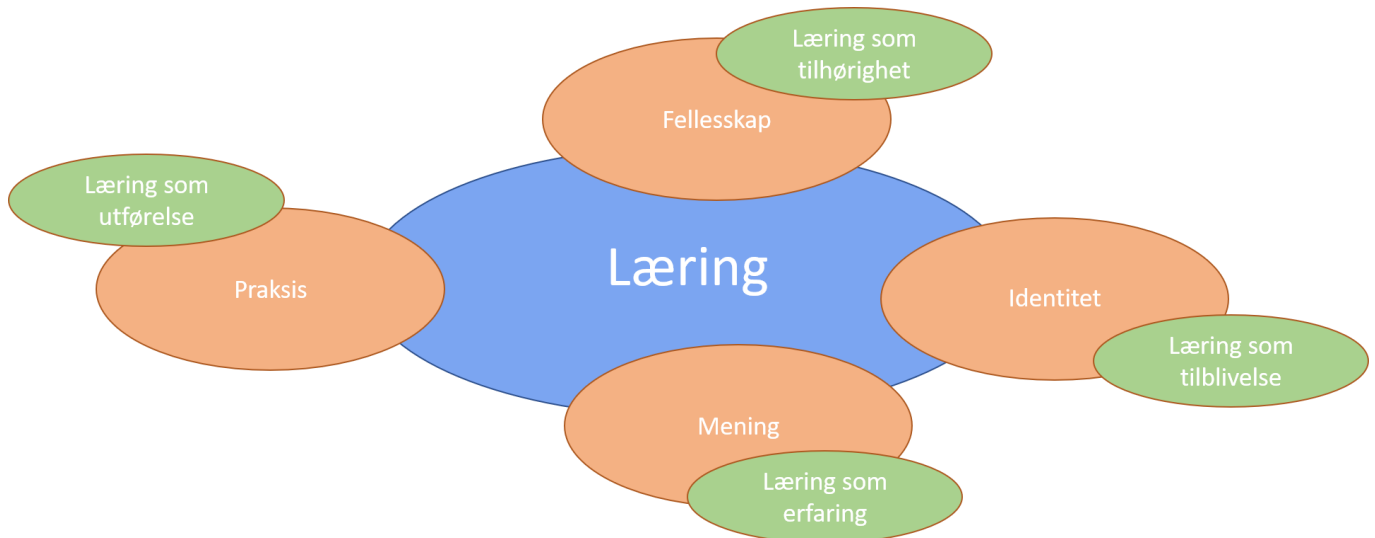 Læring som
tilhørighet
Fellesskap
Læring som
utførelse
Praksis
Læring
Identitet
Læring som
tilblivelse
Mening
Læring som
erfaring